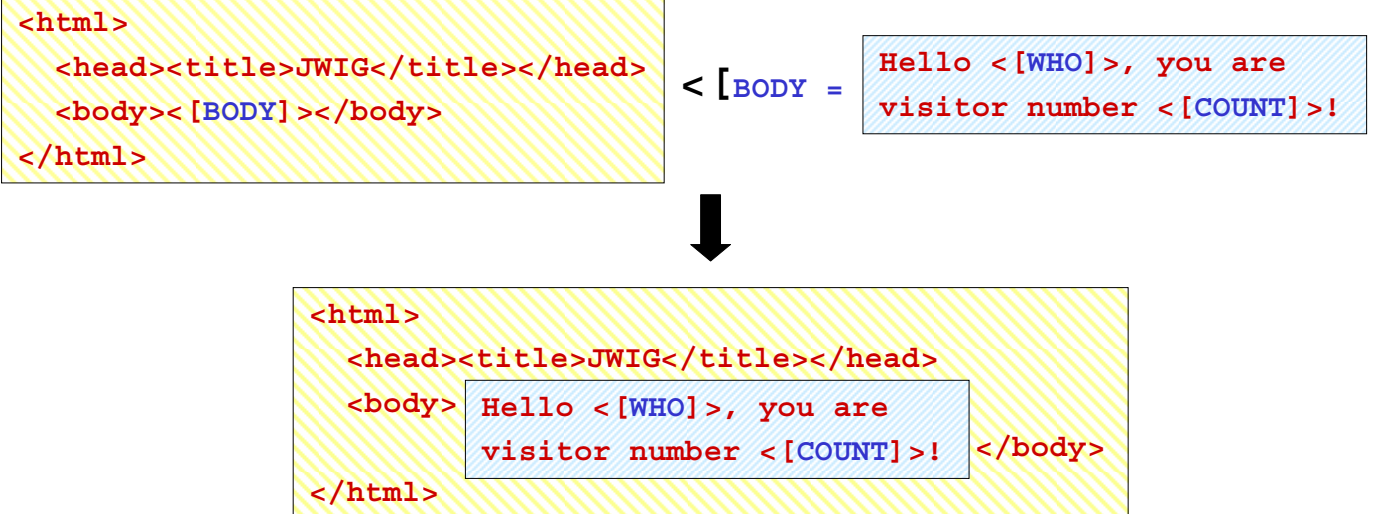 <html>
<head><title>JWIG</title></head>
<body><[BODY]></body>
</html>
<[BODY =
Hello <[WHO]>, you are
visitor number <[COUNT]>!
<html>
<head><title>JWIG</title></head>
<body>
Hello <[WHO]>, you are
visitor number <[COUNT]>!
</body>
</html>